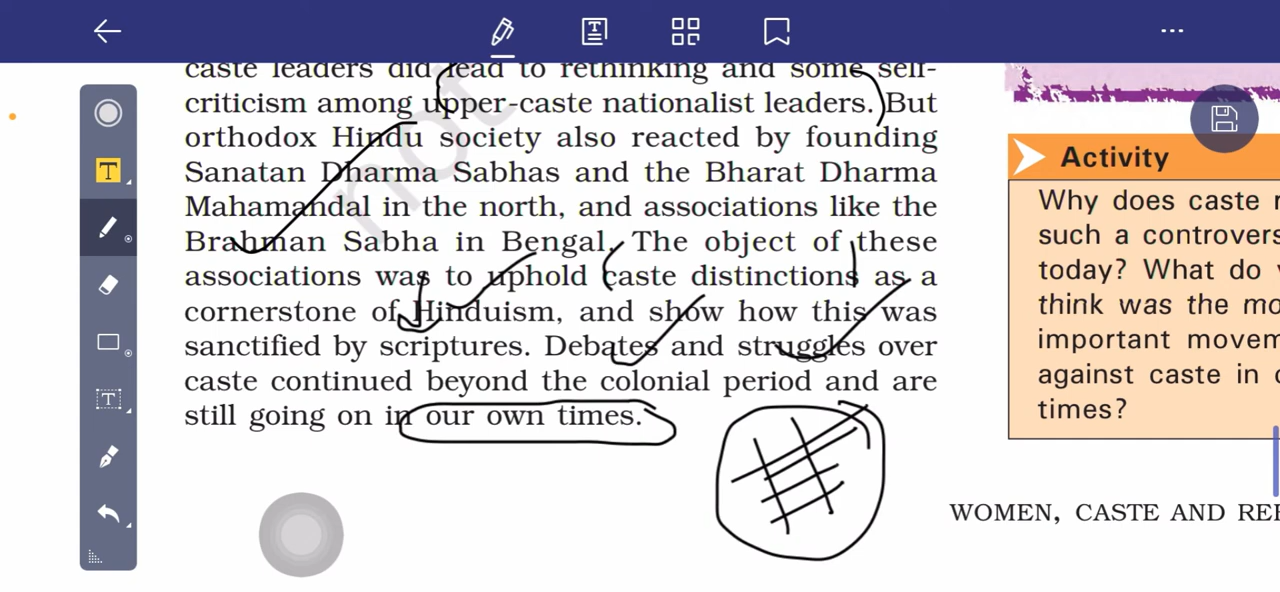 caste leaders did lead to rethinking and some self-
criticism among upper-caste nationalist leaders. But
orthodox Hindu society also reacted by founding
Sanatan Dharma Sabhas and the Bharat Dharma
Mahamandal in the north, and associations like the
Brahman Sabha in Bengal. The object of these
associations was to uphold caste distinctions as a
cornerstone of Hinduism, and show how this was
sanctified by scriptures. Debates and struggles over
caste continued beyond the colonial period and are
still going on in our own times.
not
Activity
Why does caste
such a
today? What do
think was the
important
against caste in
times?
WOMEN, CASTE AND
T
T